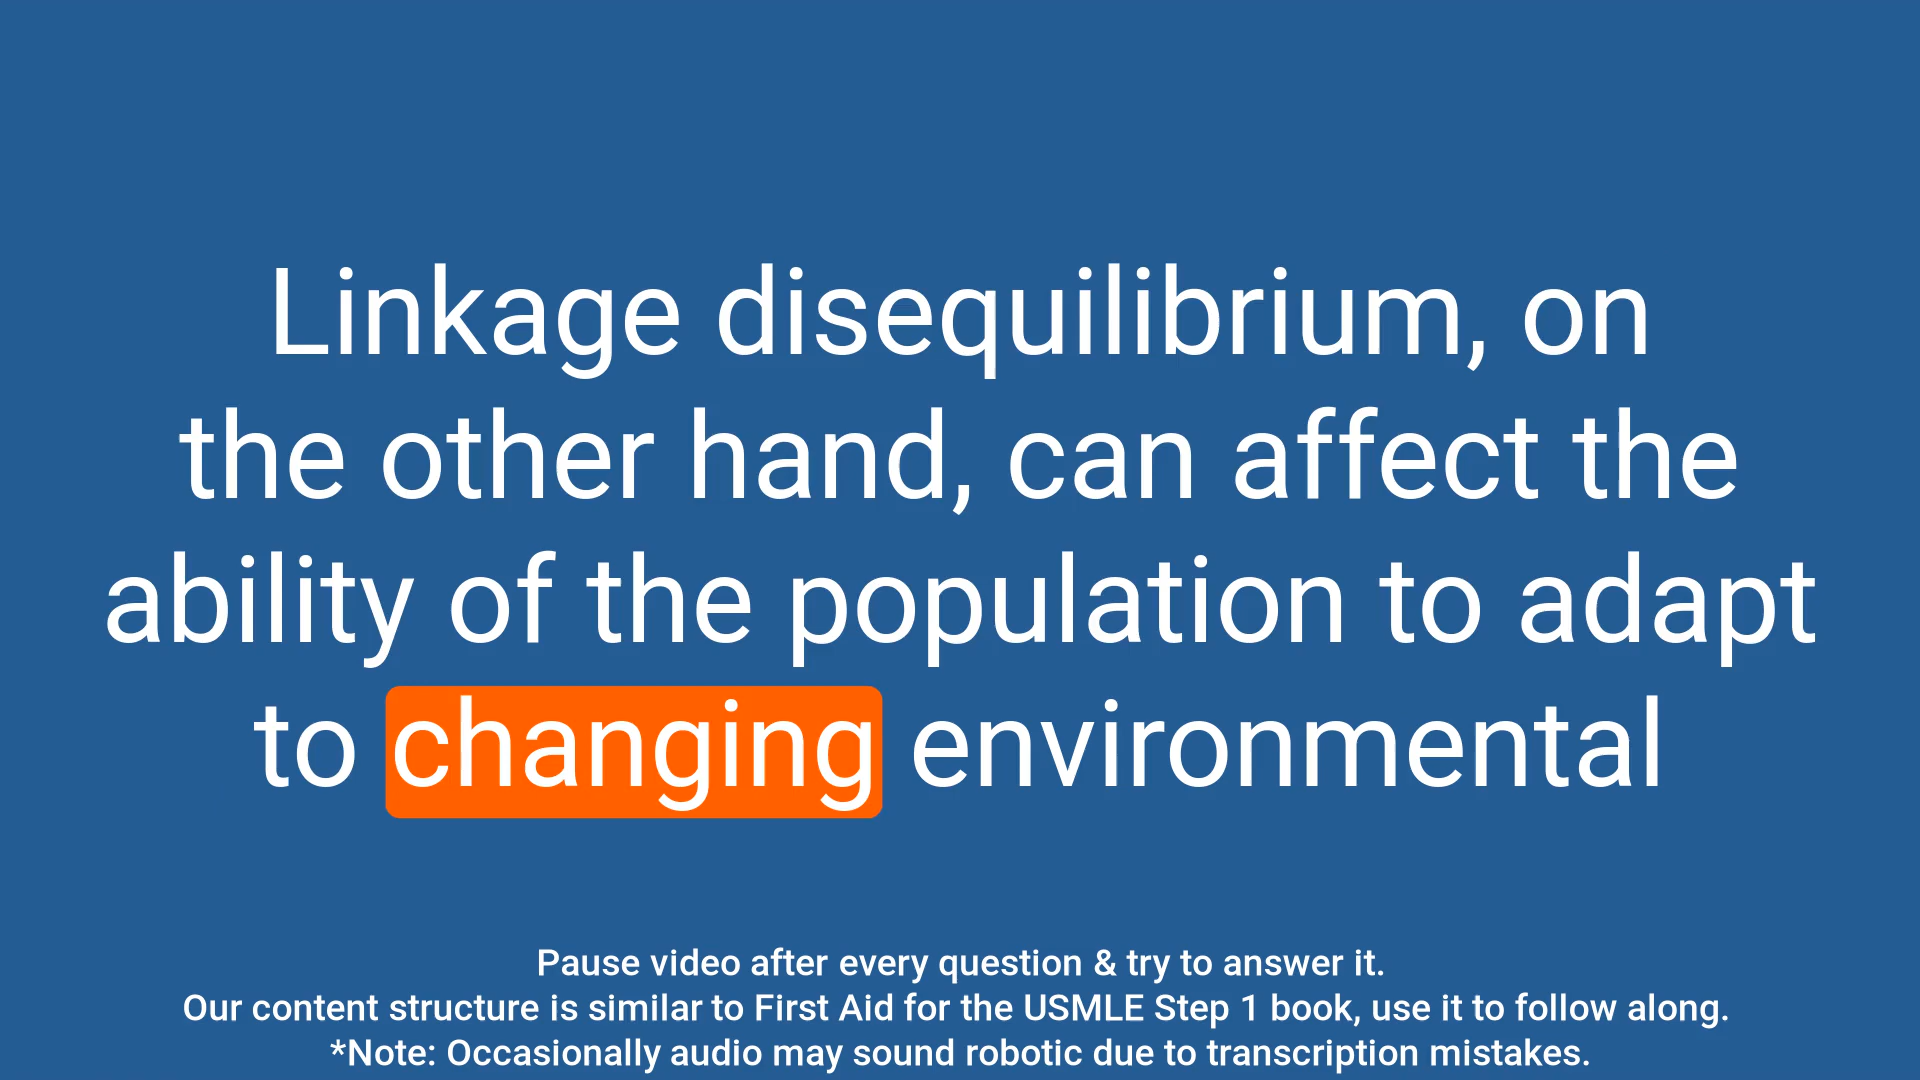 Linkage disequilibrium, on
the other hand, can affect the
ability of the population to adapt
to changing environmental
Pause video after every question & try to answer it.
Our content structure is similar to First Aid for the USMLE Step 1 book, use it to follow along.
*Note: Occasionally audio may sound robotic due to transcription mistakes.